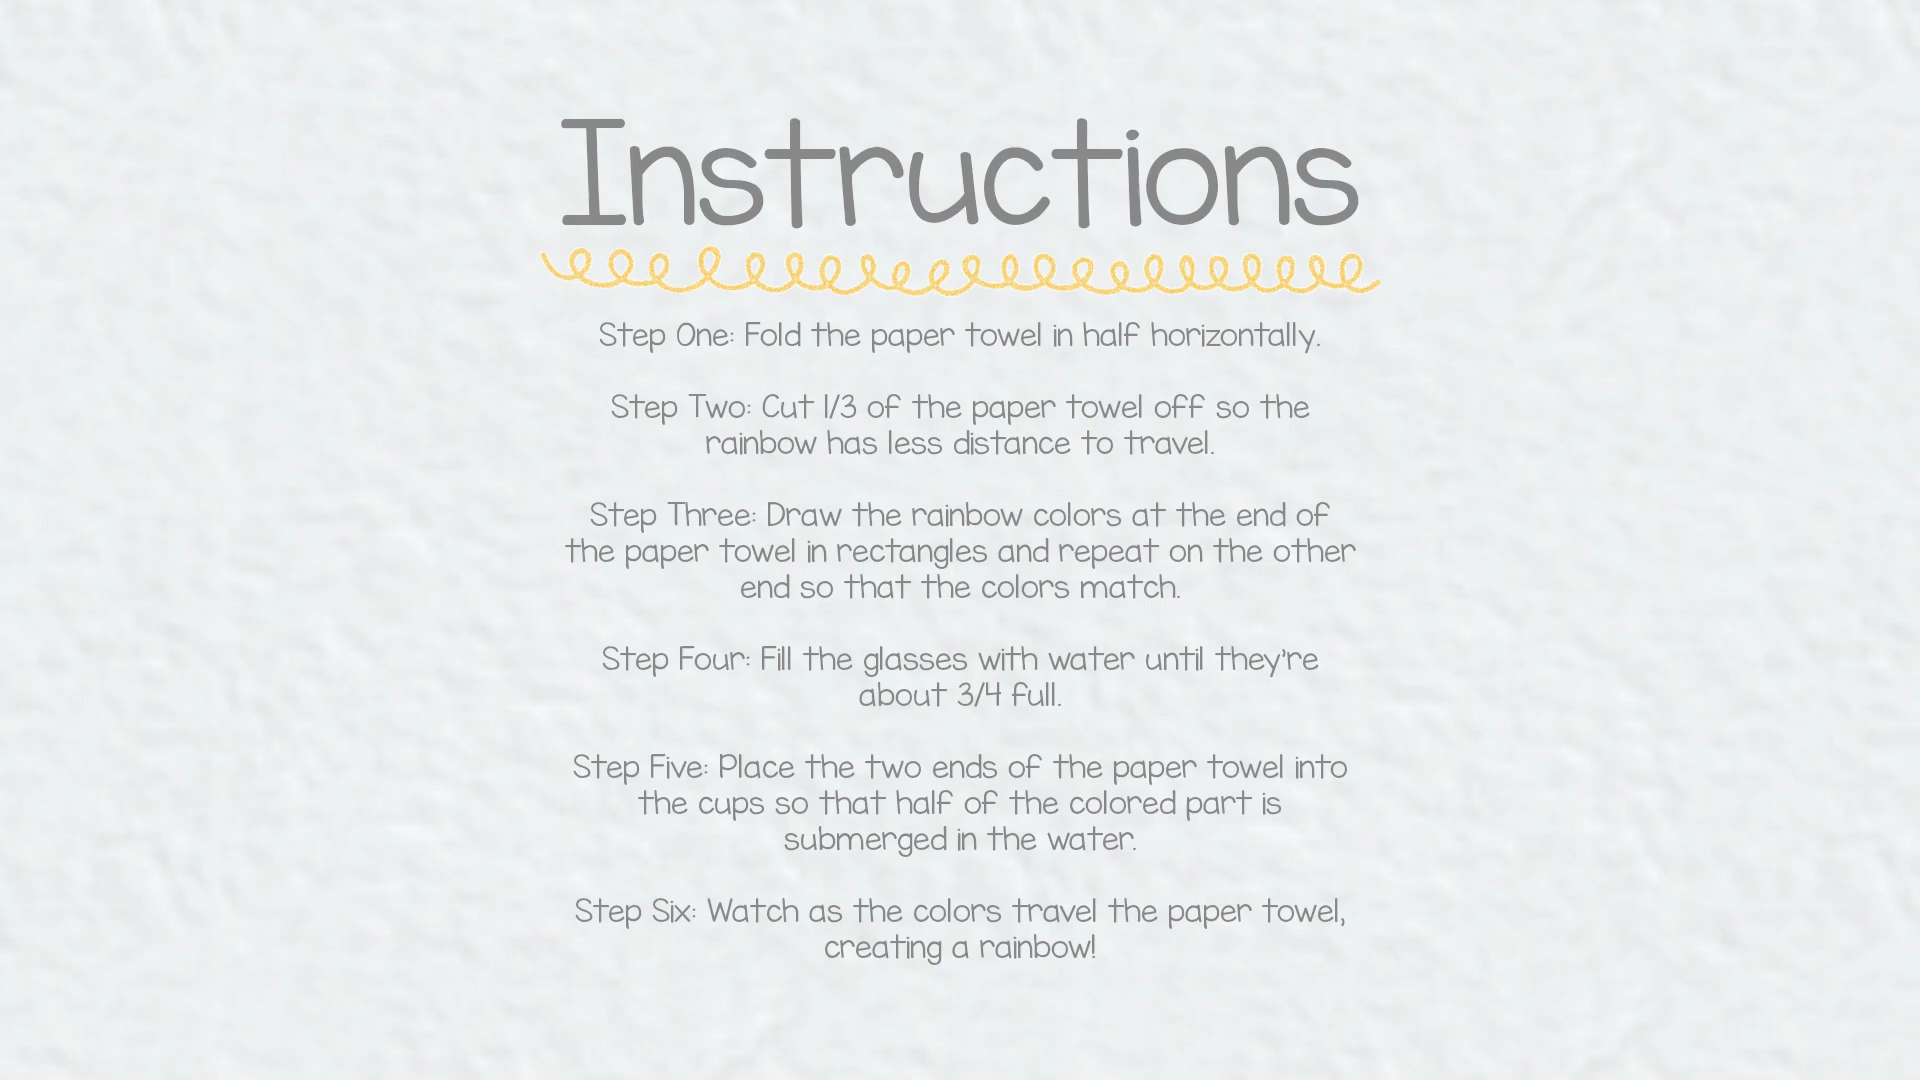 Instructions
Step One: Fold the paper towel in half horizontally.
Step Two: Cut 1/3 of the paper towel off so the
rainbow has less distance to travel.
Step Three: Draw the rainbow colors at the end of
the paper towel in rectangles and repeat on the other
end so that the colors match.
Step Four: Fill the glasses with water until they're
about 3/4 full.
Step Five: Place the two ends of the paper towel into
the cups so that half of the colored part is
submerged in the water.
Step Six: Watch as the colors travel the paper towel,
creating a rainbow!